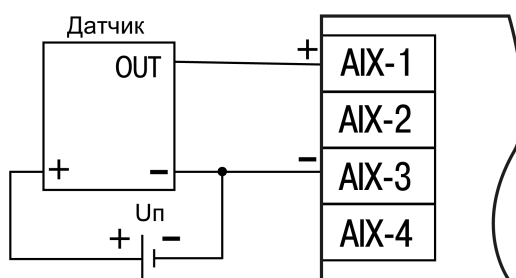 Датчик
OUT
+
–
Uп
+
–
+
–
AIX-1
AIX-2
AIX-3
AIX-4